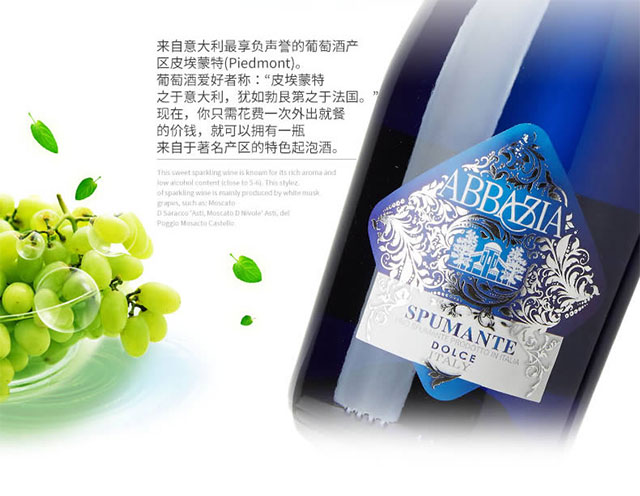 来自意大利最享负声誉的葡萄酒产
区皮埃蒙特(Piedmont)。
葡萄酒爱好者称：“皮埃蒙特
之于意大利，犹如勃艮第之于法国。”
现在，你只需花费一次外出就餐
的价钱，就可以拥有一瓶
来自于著名产区的特色起泡酒。
This sweet sparkling wine is known for its rich aroma and
low alcohol content (close to 5-6). This stylez.
of sparkling wine is mainly produced by white musk
grapes, such as: Moscato
D Saracco "Asti, Moscato D Nivole" Asti, del
Poggio Mosacto Castello
ABBAZIA
SPUMANTE
PRODOTTO IN ITALIA
DOLCE
ITALY